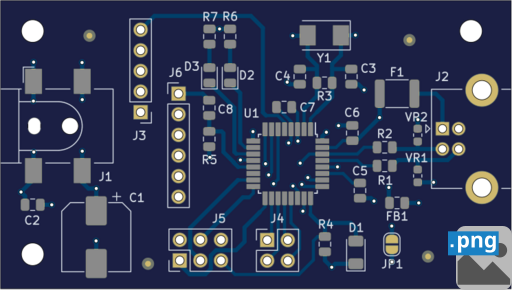 R7 R6
Y1
D3
D2
J6
C4
C3
R3
F1
J2
C8
U1
C7
C6
VR2
J3
R5
R2
VR1
R1
J1
C1
+
C2
C5
FB1
J5
J4
R4
D1
JP1
.png